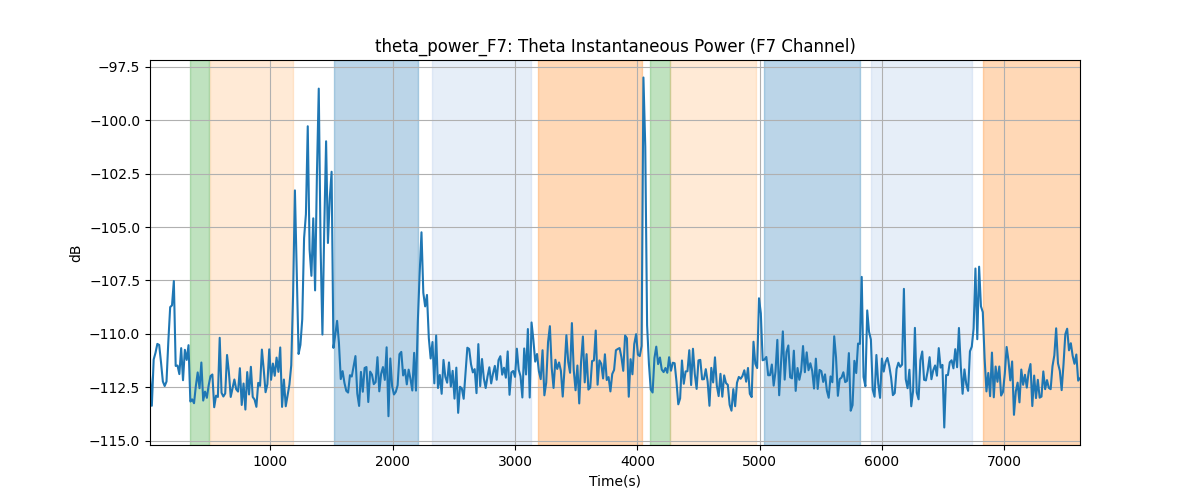 theta_power_F7: Theta Instantaneous Power (F7 Channel)
−97.5
−100.0
−102.5
−105.0
−107.5
−110.0
−112.5
−115.0
dB
1000 2000 3000 4000 5000 6000 7000
Time(s)